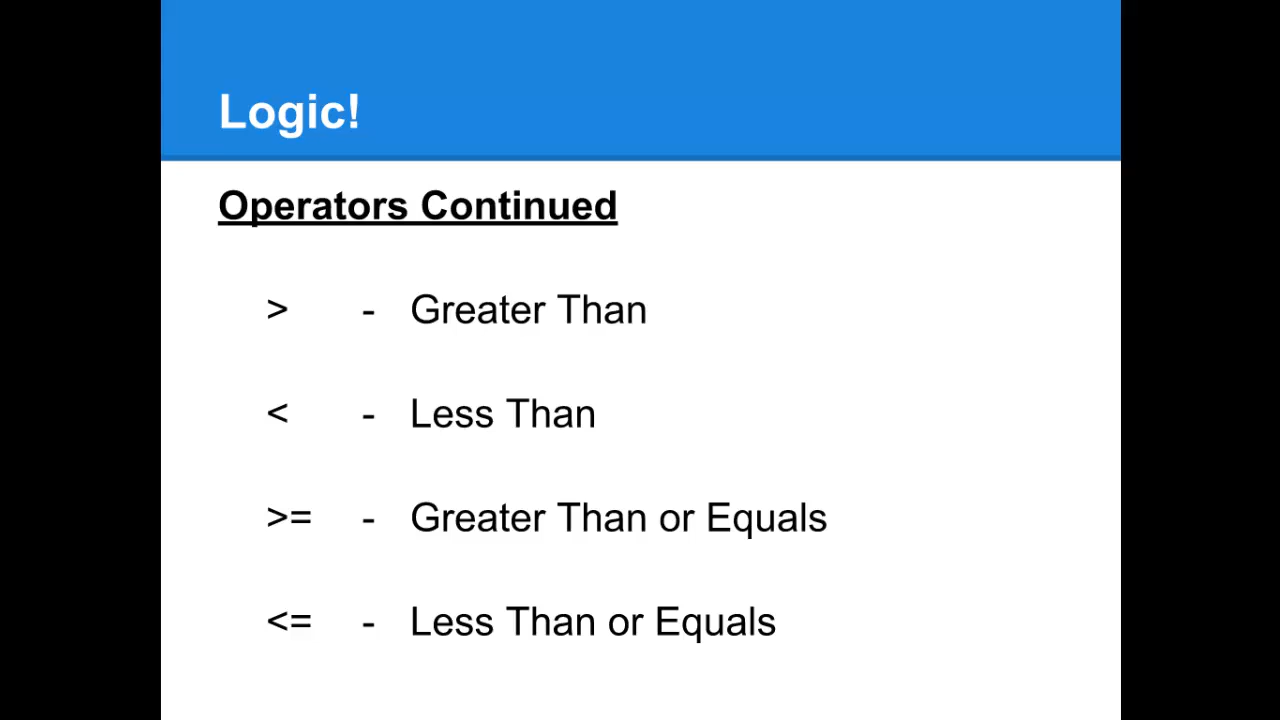 Logic!
Operators Continued
> - Greater Than
< - Less Than
>= - Greater Than or Equals
<= - Less Than or Equals